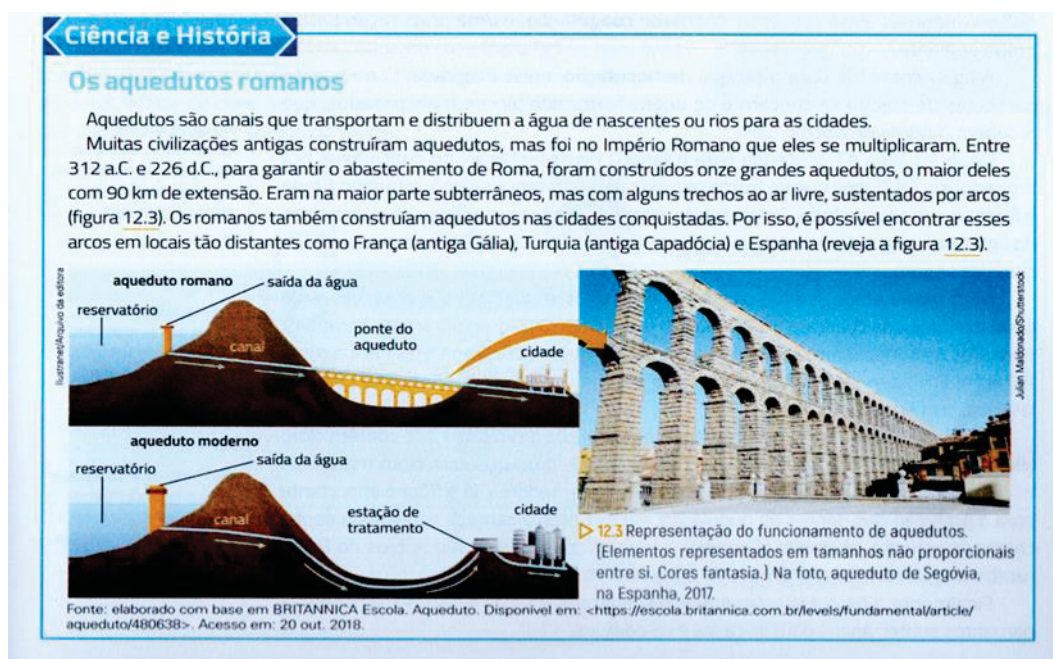 Ciência e História
Os aquedutos romanos
Aquedutos são canais que transportam e distribuem a água de nascentes ou rios para as cidades.
Muitas civilizações antigas construíram aquedutos, mas foi no Império Romano que eles se multiplicaram. Entre
312 a.C. e 226 d.C., para garantir o abastecimento de Roma, foram construídos onze grandes aquedutos, o maior deles
com 90 km de extensão. Eram na maior parte subterrâneos, mas com alguns trechos ao ar livre, sustentados por arcos
(figura 12.3). Os romanos também construíam aquedutos nas cidades conquistadas. Por isso, é possível encontrar esses
arcos em locais tão distantes como França (antiga Gália), Turquia (antiga Capadócia) e Espanha (reveja a figura 12.3).
Ilustranet/Arquivo da editora
aqueduto romano
saída da água
reservatório
canal
ponte do
aqueduto
cidade
aqueduto moderno
saída da água
reservatório
canal
estação de
tratamento
cidade
Julian Maldonado/Shutterstock
12.3 Representação do funcionamento de aquedutos.
(Elementos representados em tamanhos não proporcionais
entre si. Cores fantasia.) Na foto, aqueduto de Segóvia,
na Espanha, 2017.
Fonte: elaborado com base em BRITANNICA Escola. Aqueduto. Disponível em: <https://escola.britannica.com.br/levels/fundamental/article/
aqueduto/480638>. Acesso em: 20 out. 2018.